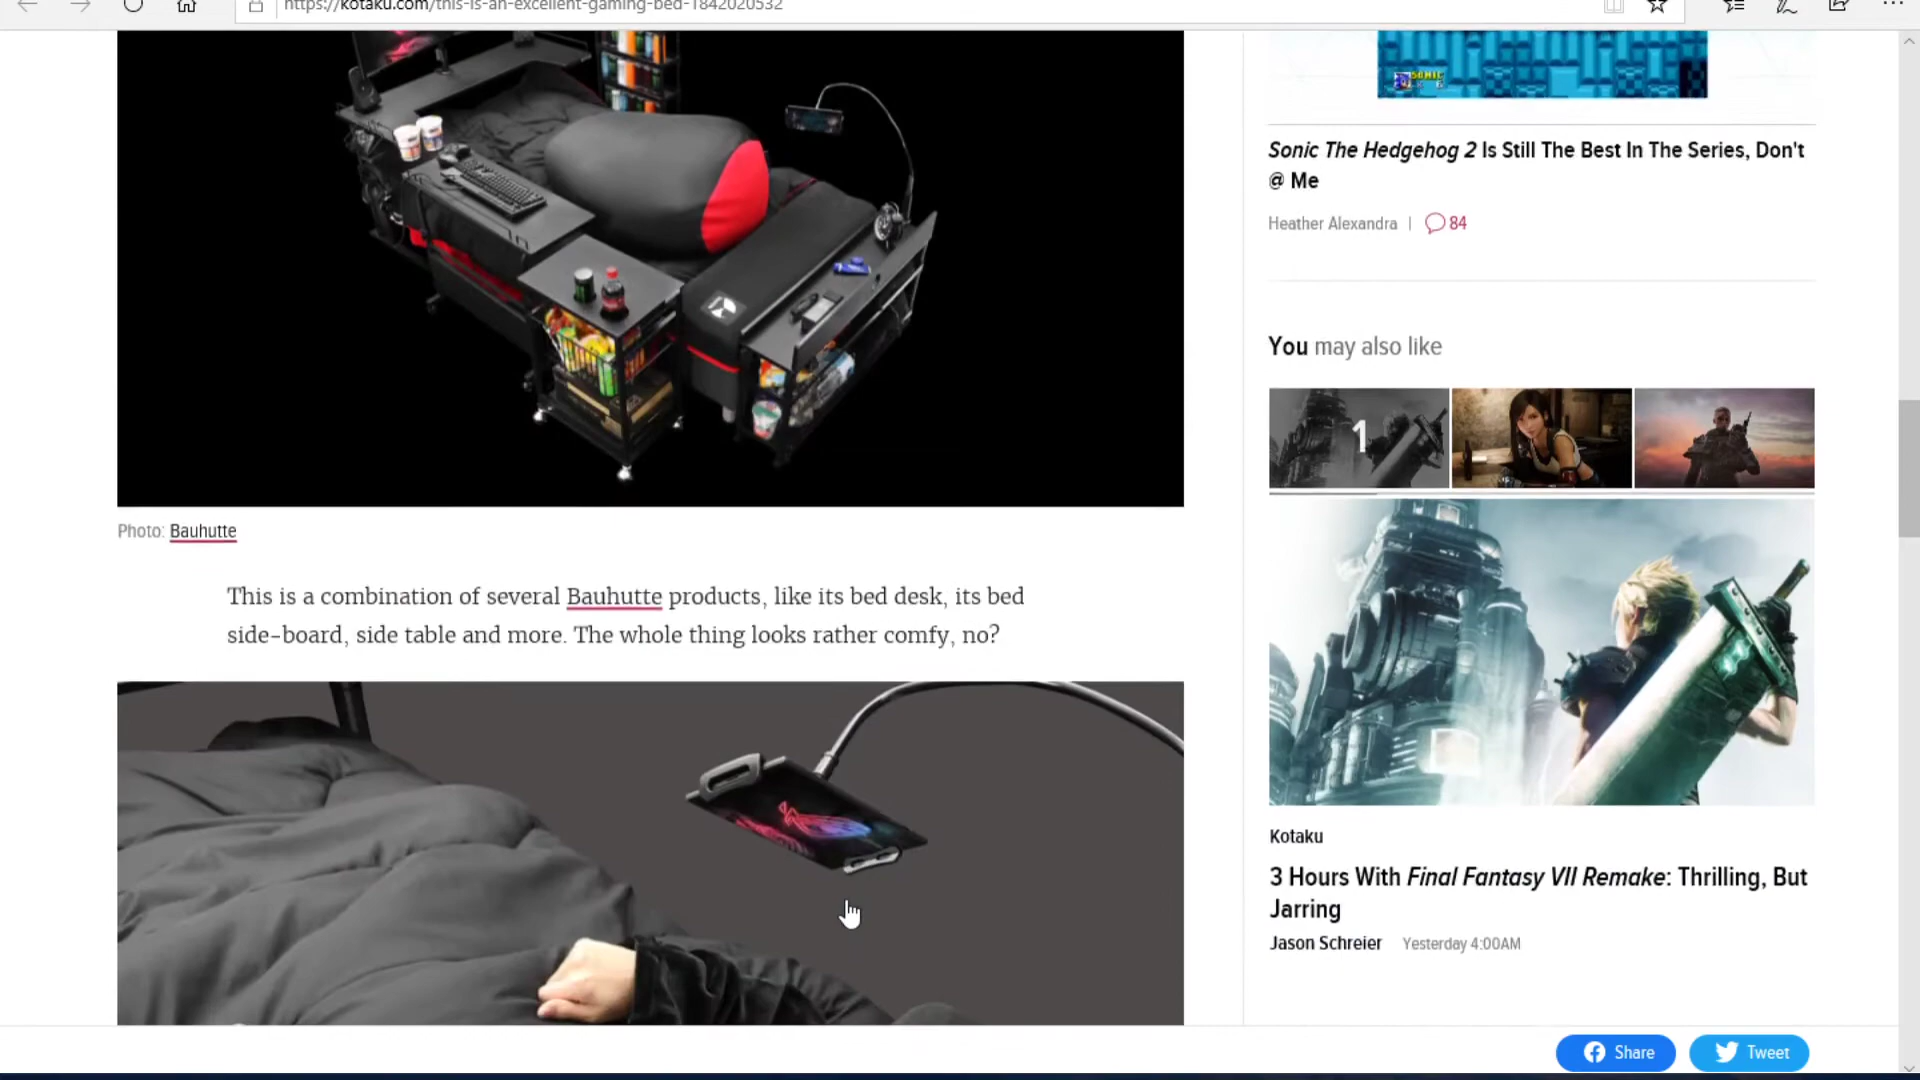 https://kotaku.com/this-is-an-excellent-gaming-bed-1842020532
SONIC
Sonic The Hedgehog 2 Is Still The Best In The Series, Don't
@ Me
Heather Alexandra | 84
You may also like
1
Photo: Bauhutte
This is a combination of several Bauhutte products, like its bed desk, its bed
side-board, side table and more. The whole thing looks rather comfy, no?
Kotaku
3 Hours With Final Fantasy VII Remake: Thrilling, But
Jarring
Jason Schreier Yesterday 4:00AM
Share
Tweet